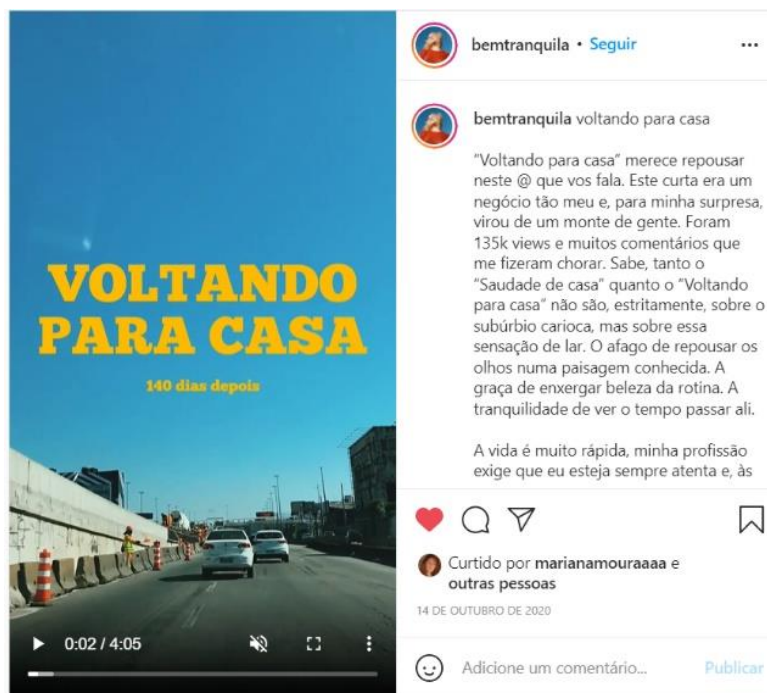 VOLTANDO
PARA CASA
140 dias depois
0:02 / 4:05
bemtranquila • Seguir
bemtranquila voltando para casa
"Voltando para casa" merece repousar
neste @ que vos fala. Este curta era um
negócio tão meu e, para minha surpresa,
virou de um monte de gente. Foram
135k views e muitos comentários que
me fizeram chorar. Sabe, tanto o
"Saudade de casa" quanto o "Voltando
para casa" não são, estritamente, sobre o
subúrbio carioca, mas sobre essa
sensação de lar. O afago de repousar os
olhos numa paisagem conhecida. A
graça de enxergar beleza da rotina. A
tranquilidade de ver o tempo passar ali.
A vida é muito rápida, minha profissão
exige que eu esteja sempre atenta e, às
Curtido por marianamouraaaa e
outras pessoas
14 DE OUTUBRO DE 2020
Adicione um comentário... Publicar